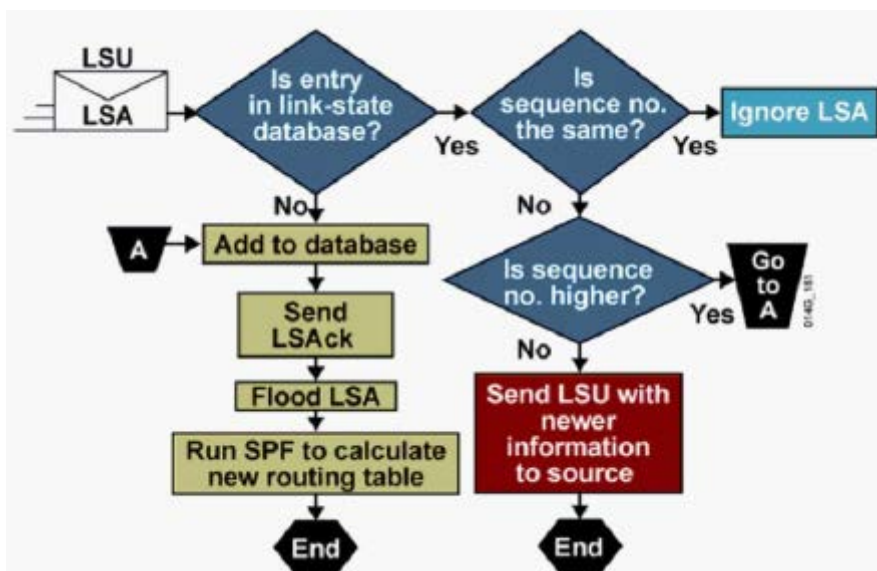 LSU
LSA
Is entry
in link-state
database?
Yes
Is
sequence no.
the same?
Yes
Ignore LSA
No
No
A
Add to database
Is sequence
no. higher?
Yes
Go
to
A
014G_181
Send
LSAck
No
Flood LSA
Send LSU with
newer
information
to source
Run SPF to calculate
new routing table
End
End